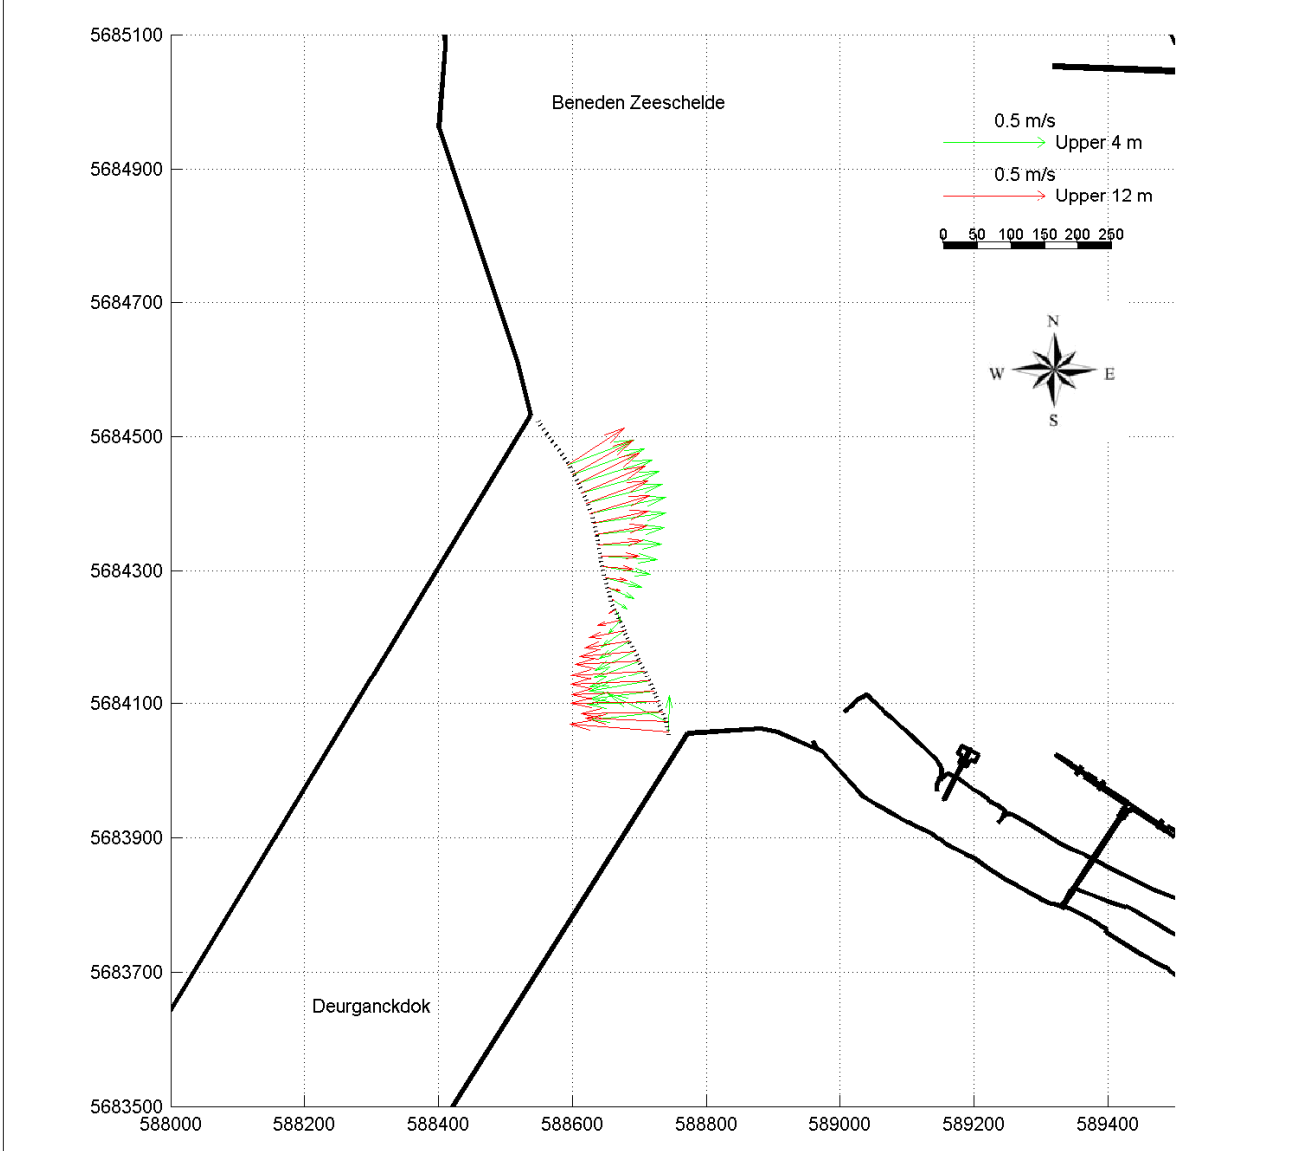 5685100
Beneden Zeeschelde
0.5 m/s
Upper 4 m
5684900
0.5 m/s
Upper 12 m
0 50 100 150 200 250
5684700
N
W E
S
5684500
5684300
5684100
5683900
5683700
Deurganckdok
5683500
588000 588200 588400 588600 588800 589000 589200 589400